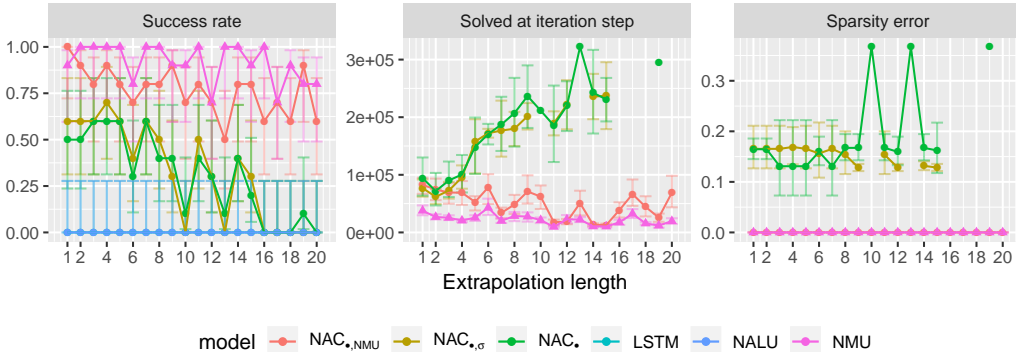 Success rate
Solved at iteration step
Sparsity error
1.00
0.75
0.50
0.25
0.00
3e+05
2e+05
1e+05
0e+00
0.3
0.2
0.1
0.0
1 2 4 6 8 10 12 14 16 18 20
1 2 4 6 8 10 12 14 16 18 20
1 2 4 6 8 10 12 14 16 18 20
Extrapolation length
model NAC•,NMU NAC•,σ NAC• LSTM NALU NMU